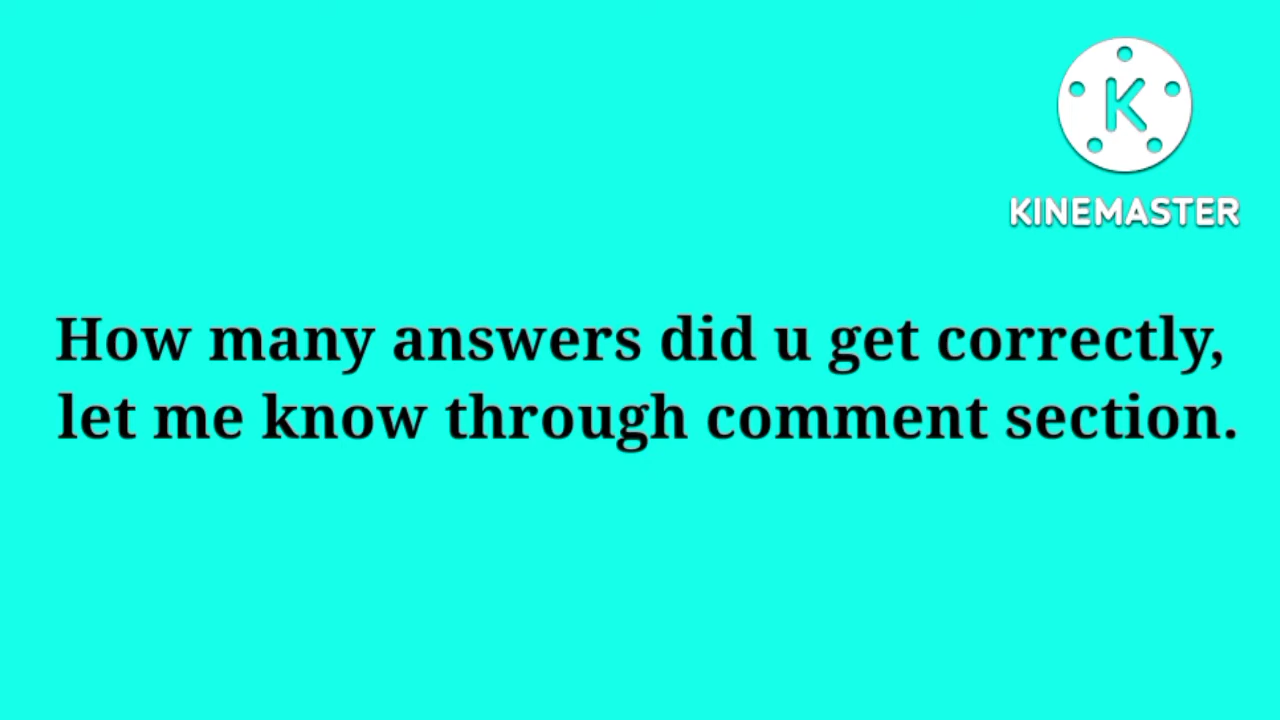 K
KINEMASTER
How many answers did u get correctly,
let me know through comment section.